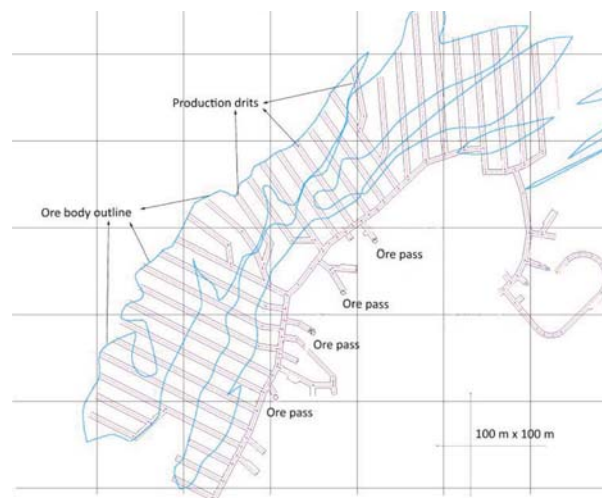 Production drits
Ore body outline
Ore pass
Ore pass
Ore pass
Ore pass
100 m x 100 m